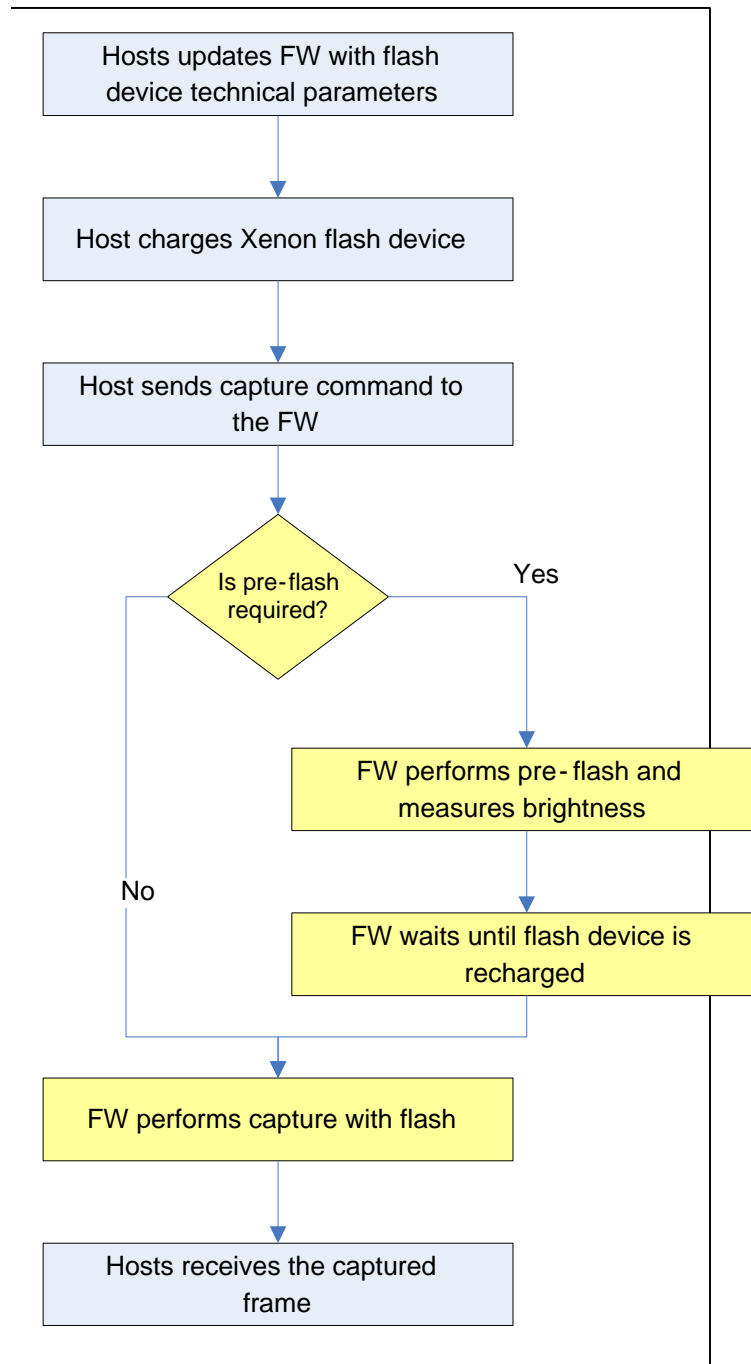 Hosts updates FW with flash
device technical parameters
Host charges Xenon flash device
Host sends capture command to
the FW
Is pre-flash
required?
Yes
FW performs pre-flash and
measures brightness
No
FW waits until flash device is
recharged
FW performs capture with flash
Hosts receives the captured
frame